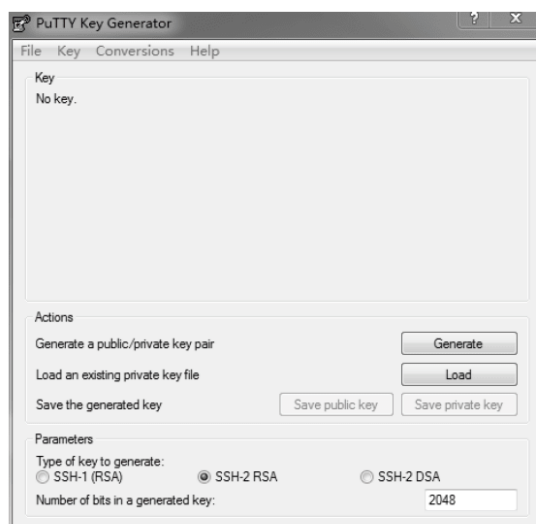 PuTTY Key Generator ? X
File Key Conversions Help
Key
No key.
Actions
Generate a public/private key pair Generate
Load an existing private key file Load
Save the generated key Save public key Save private key
Parameters
Type of key to generate:
SSH-1 (RSA) SSH-2 RSA SSH-2 DSA
Number of bits in a generated key: 2048